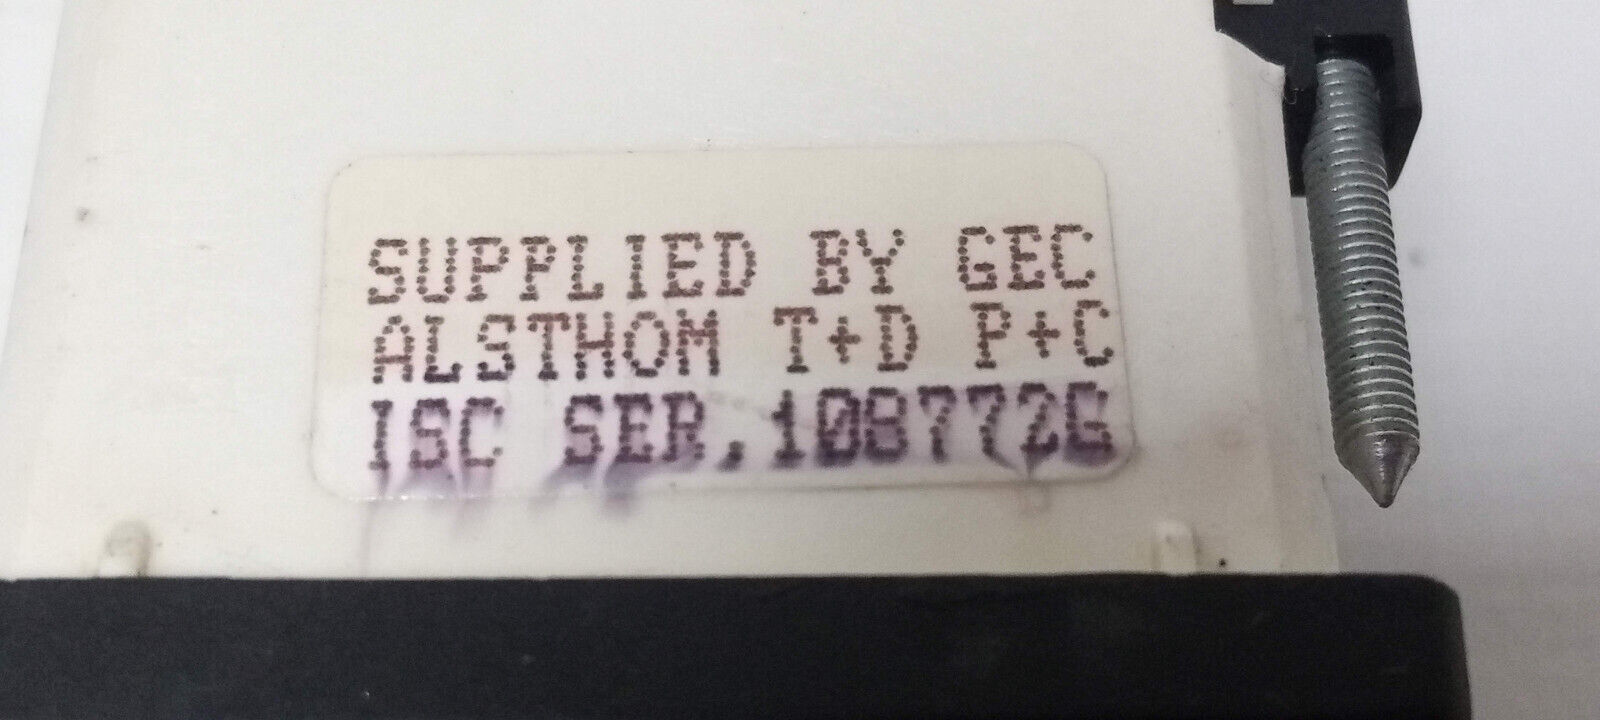 SUPPLIED BY GEC
ALSTHOM T+D P+C
ISC SER.108772G